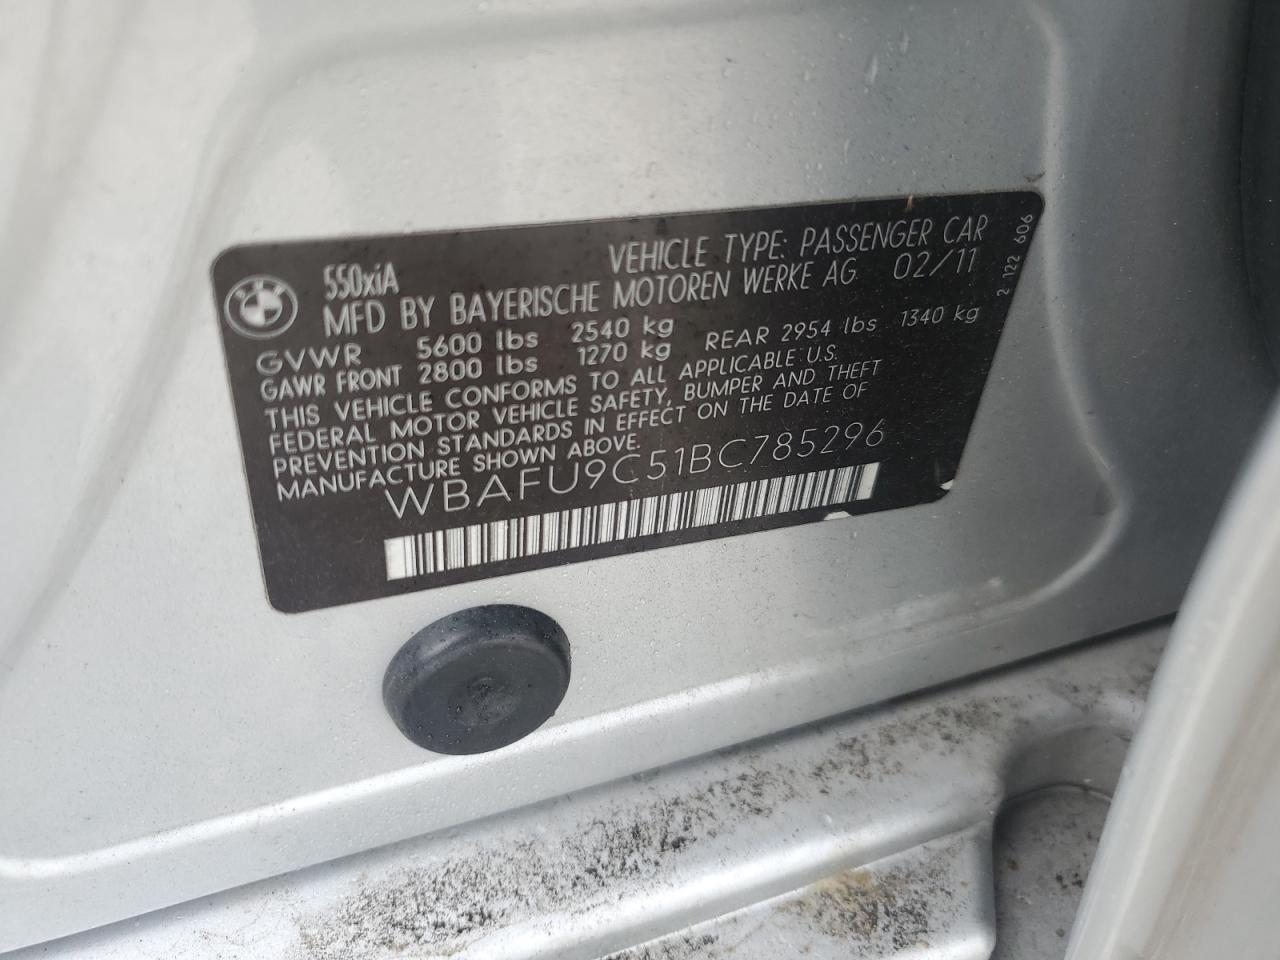 550xiA VEHICLE TYPE: PASSENGER CAR
MFD BY BAYERISCHE MOTOREN WERKE AG 02/11
GVWR 5600 lbs 2540 kg
GAWR FRONT 2800 lbs 1270 kg REAR 2954 lbs 1340 kg
THIS VEHICLE CONFORMS TO ALL APPLICABLE U.S.
FEDERAL MOTOR VEHICLE SAFETY, BUMPER AND THEFT
PREVENTION STANDARDS IN EFFECT ON THE DATE OF
MANUFACTURE SHOWN ABOVE.
WBAFU9C51BC785296
2 122 606